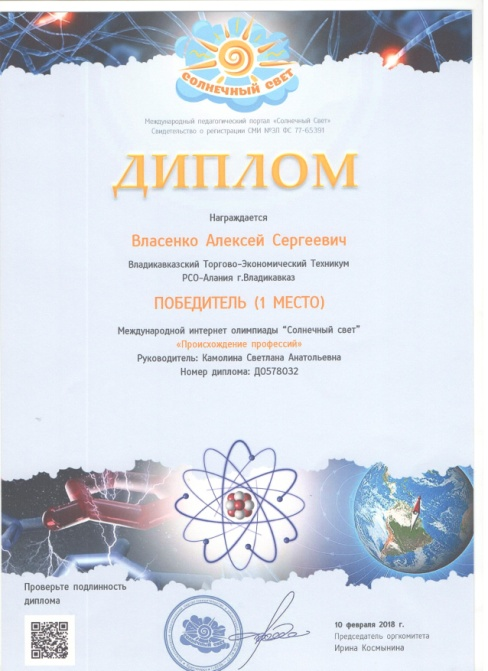 СОЛНЕЧНЫЙ СВЕТ
Международный педагогический портал «Солнечный Свет»
Свидетельство о регистрации СМИ №ЭЛ ФС 77-65391
ДИПЛОМ
Награждается
Власенко Алексей Сергеевич
Владикавказский Торгово-Экономический Техникум
РСО-Алания г.Владикавказ
ПОБЕДИТЕЛЬ (1 МЕСТО)
Международной интернет олимпиады “Солнечный свет”
«Происхождение профессий»
Руководитель: Камолина Светлана Анатольевна
Номер диплома: ДО578032
Проверьте подлинность
диплома
10 февраля 2018 г.
Председатель оргкомитета
Ирина Космынина